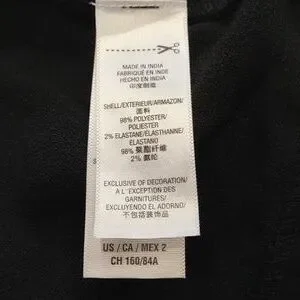 MADE IN INDIA
FABRIQUÉ EN INDE
HECHO EN INDIA
印度制造
SHELL/EXTERIEUR/ARMAZON/
面料
98% POLYESTER/
POLIESTER
2% ELASTANE/ELASTHANNE/
ELASTANO
98% 聚酯纤维
2% 氨纶
EXCLUSIVE OF DECORATION/
A L'EXCEPTION DES
GARNITURES/
EXCLUYENDO EL ADORNO/
不包括装饰品
US / CA / MEX 2
CH 160/84A